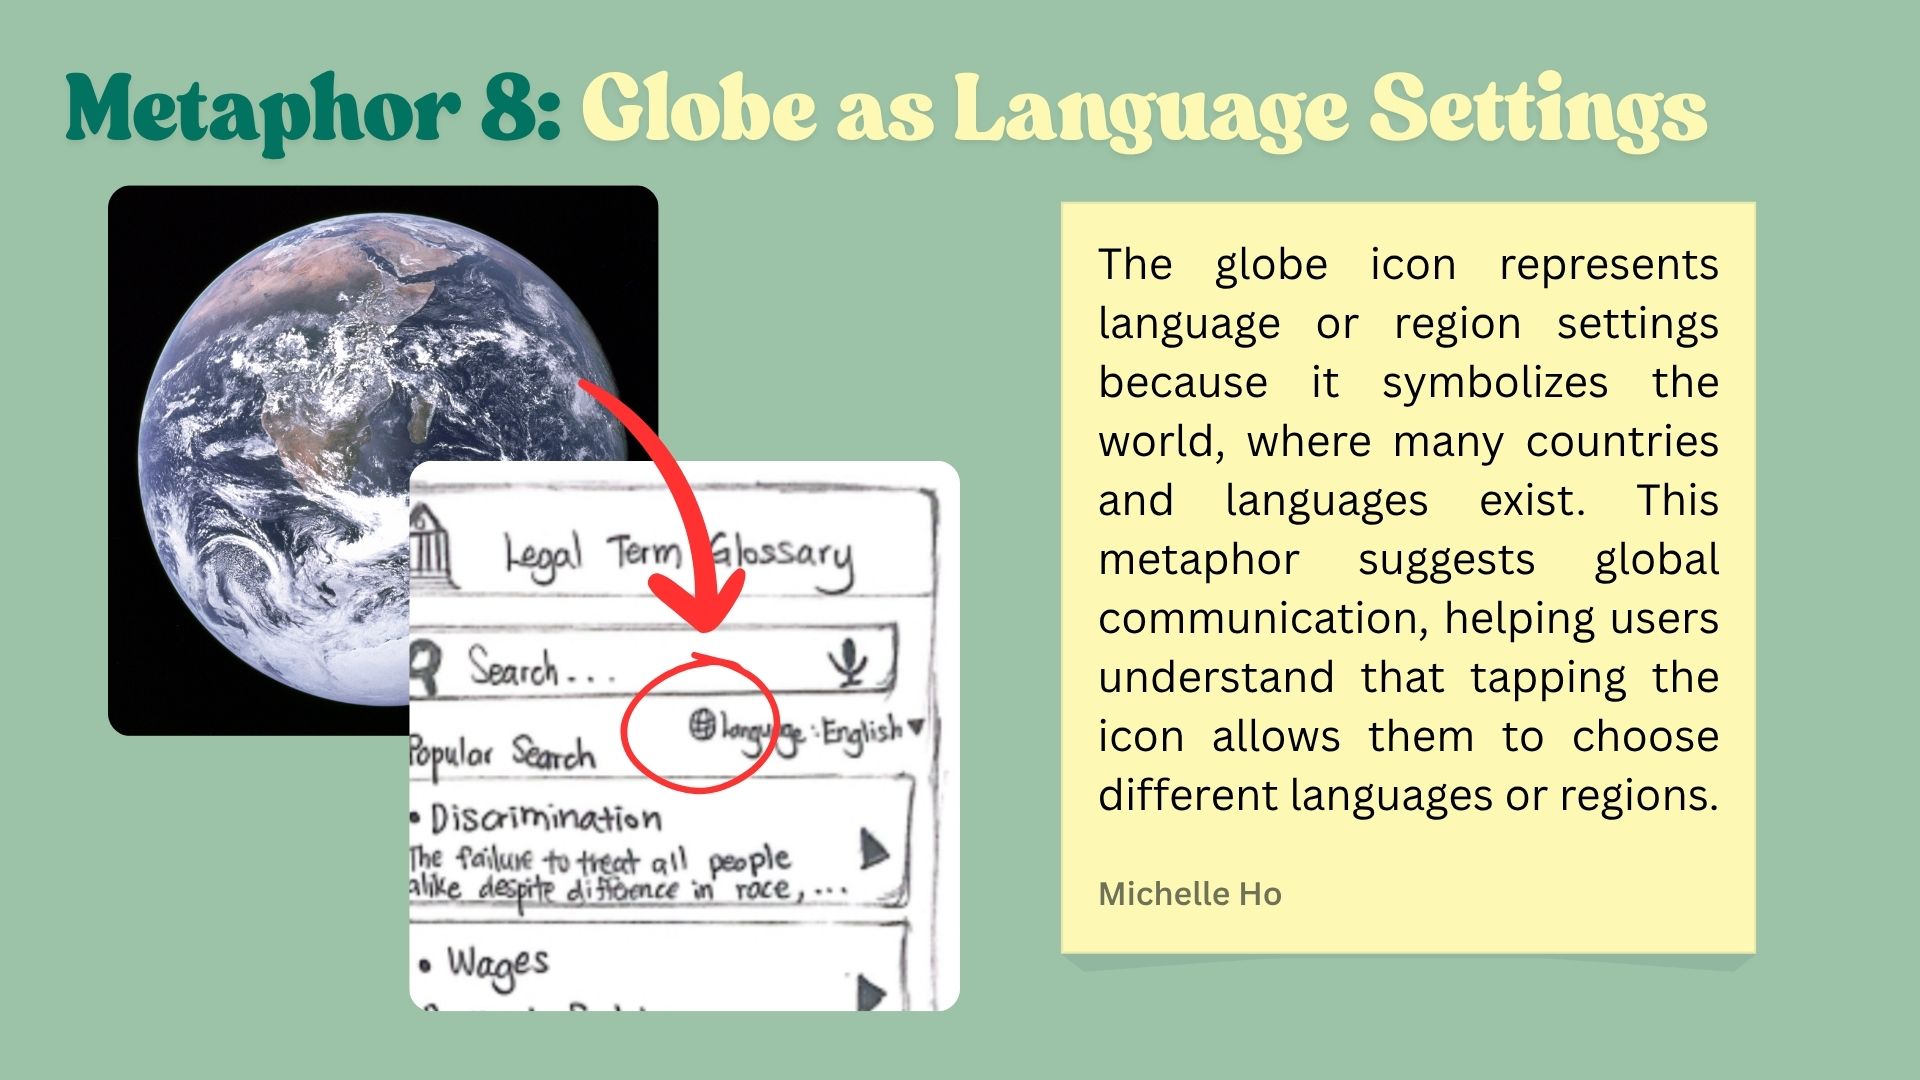 Metaphor 8: Globe as Language Settings
Legal Term Glossary
Search...
language: English
Popular Search
• Discrimination
The failure to treat all people
alike despite diffoence in race,...
• Wages
The globe icon represents
language or region settings
because it symbolizes the
world, where many countries
and languages exist. This
metaphor suggests global
communication, helping users
understand that tapping the
icon allows them to choose
different languages or regions.
Michelle Ho